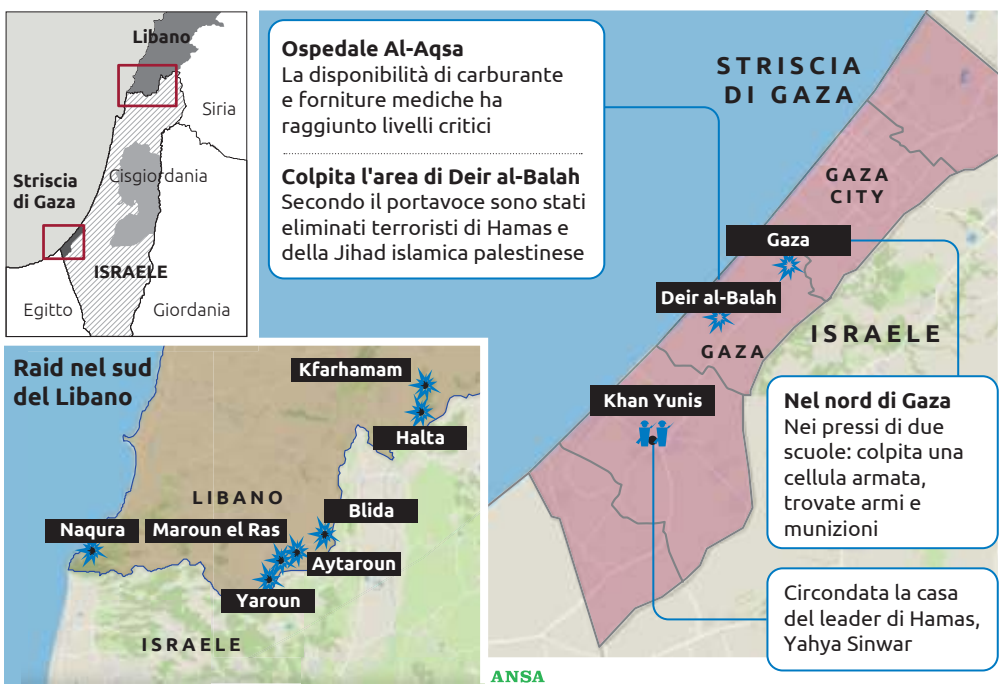 Libano
Siria
Cisgiordania
Striscia
di Gaza
ISRAELE
Egitto
Giordania
Ospedale Al-Aqsa
La disponibilità di carburante
e forniture mediche ha
raggiunto livelli critici
Colpita l'area di Deir al-Balah
Secondo il portavoce sono stati
eliminati terroristi di Hamas e
della Jihad islamica palestinese
STRISCIA
DI GAZA
GAZA
CITY
Gaza
Deir al-Balah
ISRAELE
GAZA
Khan Yunis
Nel nord di Gaza
Nei pressi di due
scuole: colpita una
cellula armata,
trovate armi e
munizioni
Circondata la casa
del leader di Hamas,
Yahya Sinwar
Raid nel sud
del Libano
Kfarhamam
Halta
LIBANO
Blida
Naqura
Maroun el Ras
Aytaroun
Yaroun
ISRAELE
ANSA